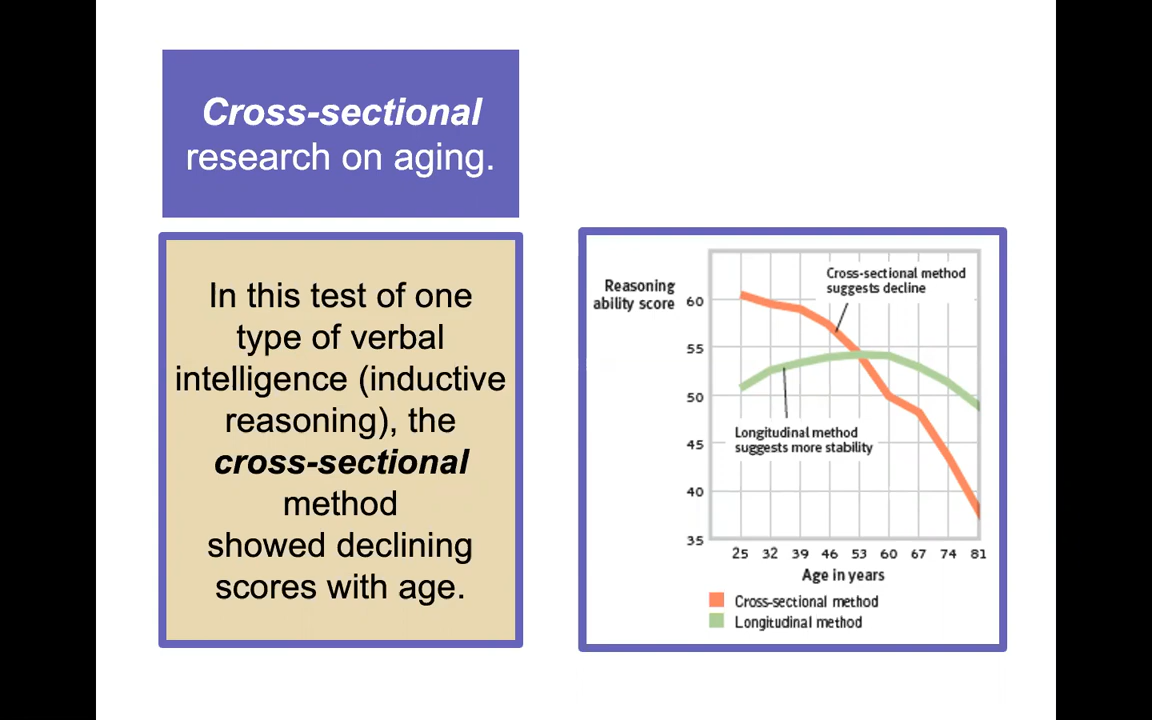 Cross-sectional
research on aging.
In this test of one
type of verbal
intelligence (inductive
reasoning), the
cross-sectional
method
showed declining
scores with age.
Reasoning
ability score
60
55
50
45
40
35
Cross-sectional method
suggests decline
Longitudinal method
suggests more stability
25 32 39 46 53 60 67 74 81
Age in years
Cross-sectional method
Longitudinal method